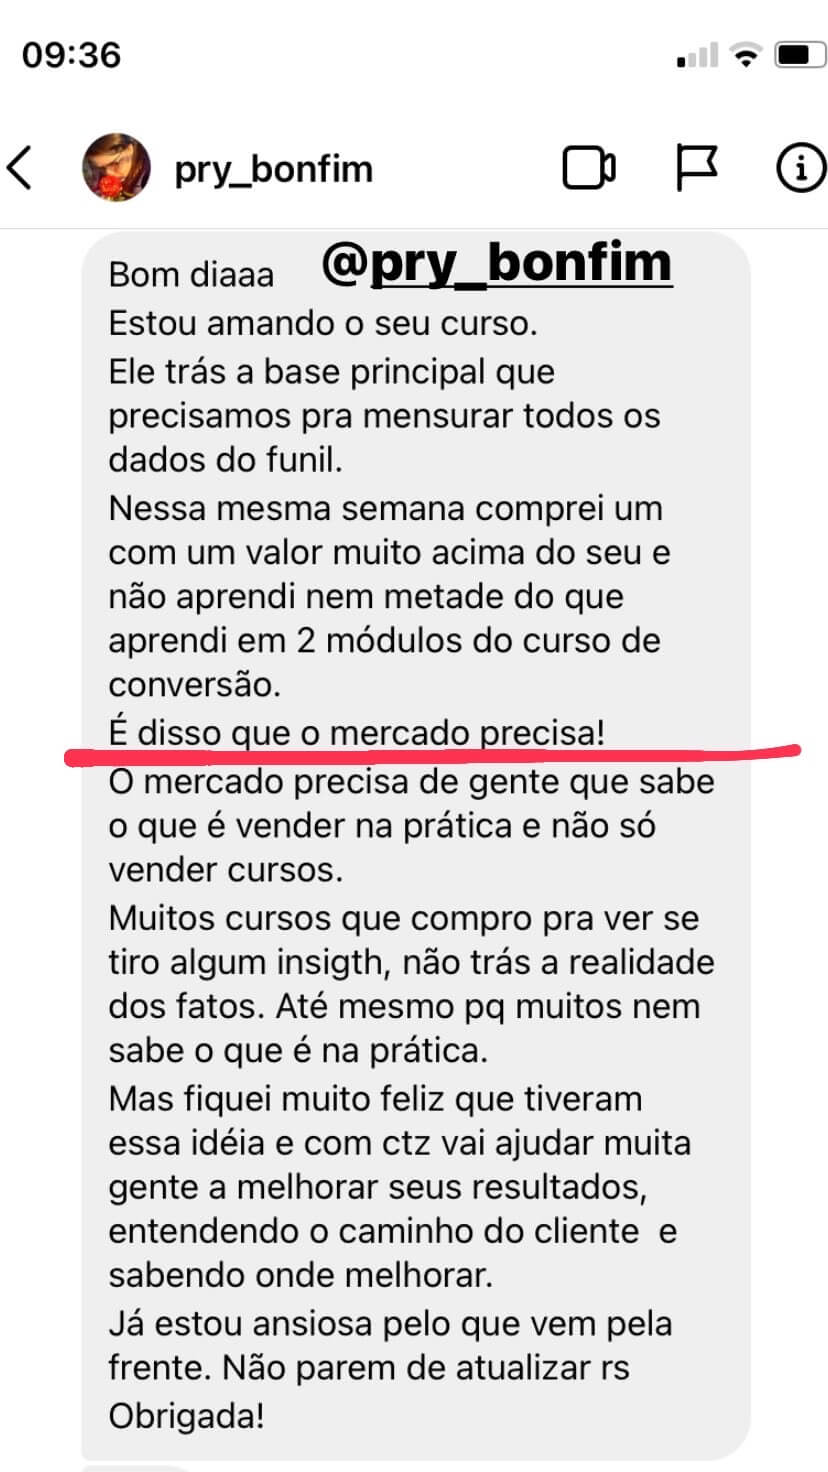 09:36
pry_bonfim
@pry_bonfim
Bom diaaa
Estou amando o seu curso.
Ele trás a base principal que
precisamos pra mensurar todos os
dados do funil.
Nessa mesma semana comprei um
com um valor muito acima do seu e
não aprendi nem metade do que
aprendi em 2 módulos do curso de
conversão.
É disso que o mercado precisa!
O mercado precisa de gente que sabe
o que é vender na prática e não só
vender cursos.
Muitos cursos que compro pra ver se
tiro algum insigth, não trás a realidade
dos fatos. Até mesmo pq muitos nem
sabe o que é na prática.
Mas fiquei muito feliz que tiveram
essa idéia e com ctz vai ajudar muita
gente a melhorar seus resultados,
entendendo o caminho do cliente  e
sabendo onde melhorar.
Já estou ansiosa pelo que vem pela
frente. Não parem de atualizar rs
Obrigada!